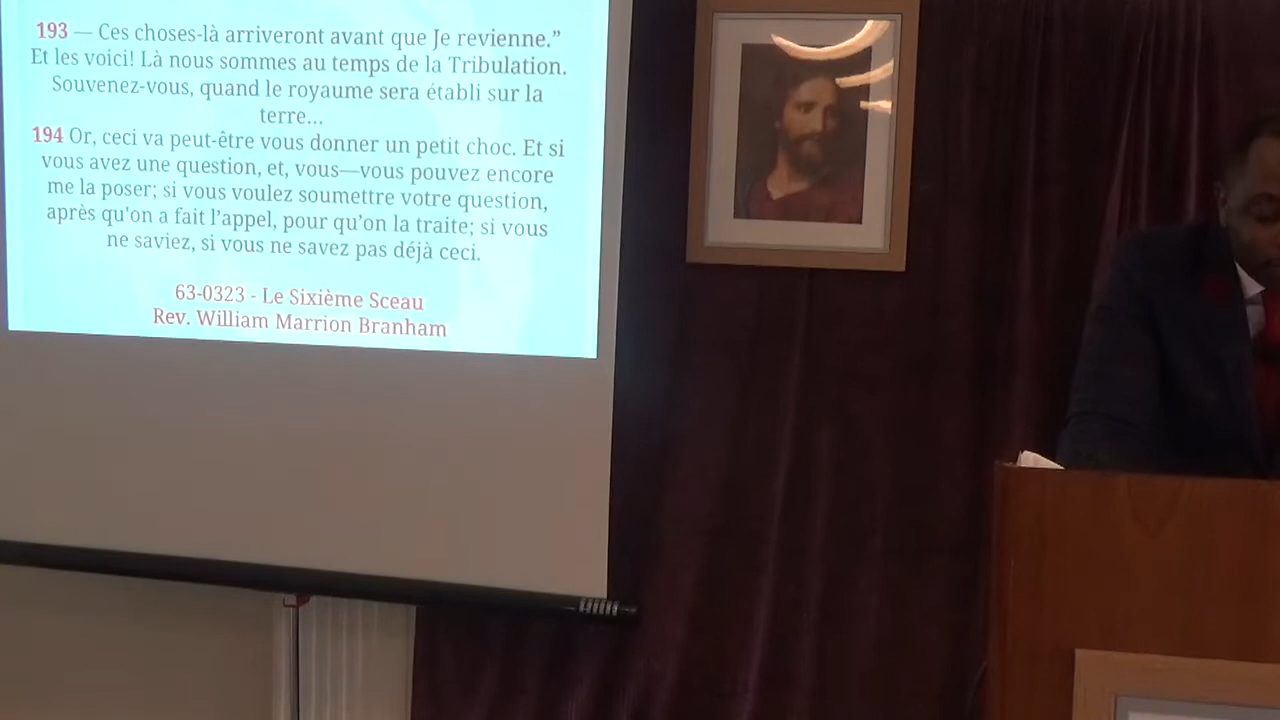 193 — Ces choses-là arriveront avant que Je revienne.”
Et les voici! Là nous sommes au temps de la Tribulation.
Souvenez-vous, quand le royaume sera établi sur la
terre...
194 Or, ceci va peut-être vous donner un petit choc. Et si
vous avez une question, et, vous—vous pouvez encore
me la poser; si vous voulez soumettre votre question,
après qu’on a fait l’appel, pour qu’on la traite; si vous
ne saviez, si vous ne savez pas déjà ceci.
63-0323 - Le Sixième Sceau
Rev. William Marrion Branham